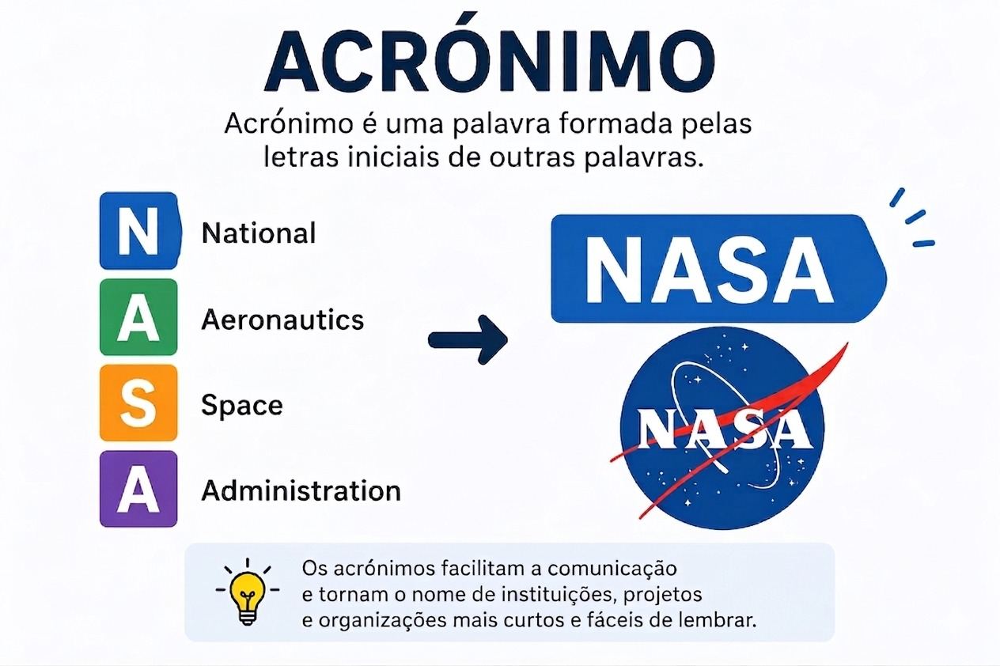 ACRÓNIMO
Acrónimo é uma palavra formada pelas
letras iniciais de outras palavras.
N National
A Aeronautics
S Space
A Administration
NASA
NASA
Os acrónimos facilitam a comunicação
e tornam o nome de instituições, projetos
e organizações mais curtos e fáceis de lembrar.